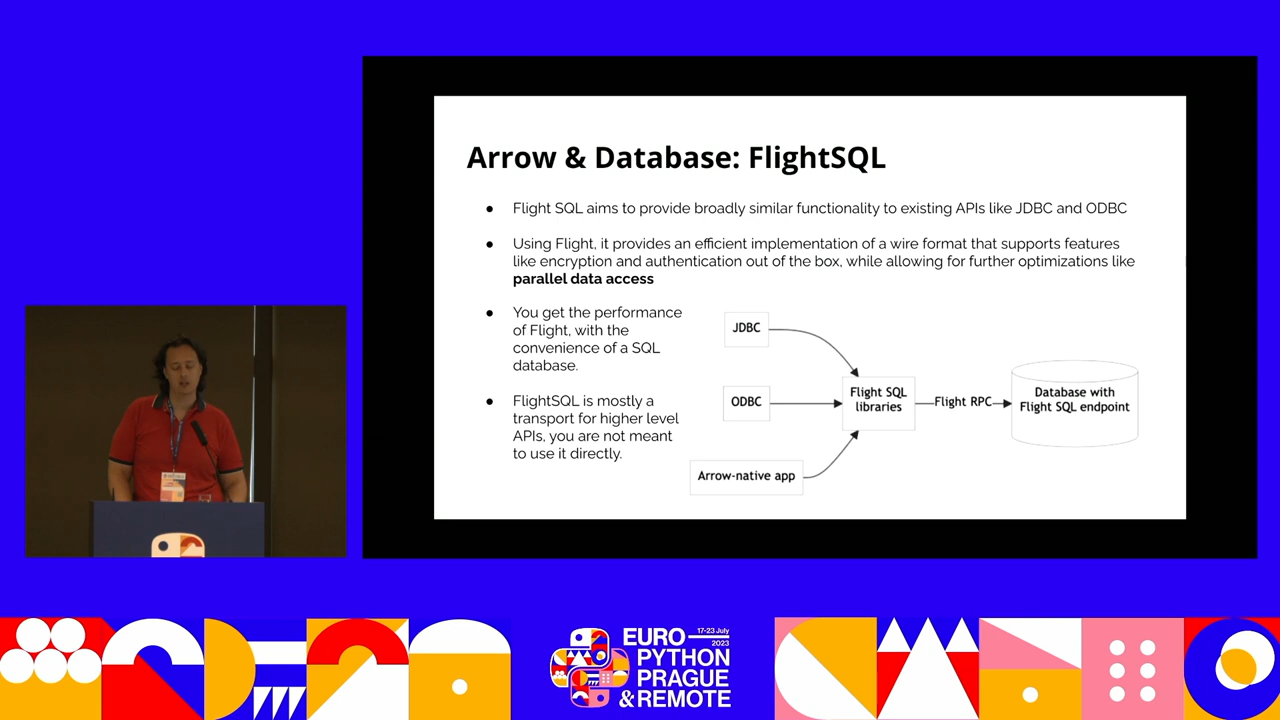 Arrow & Database: FlightSQL
● Flight SQL aims to provide broadly similar functionality to existing APIs like JDBC and ODBC
● Using Flight, it provides an efficient implementation of a wire format that supports features
like encryption and authentication out of the box, while allowing for further optimizations like
parallel data access
● You get the performance
of Flight, with the
convenience of a SQL
database.
● FlightSQL is mostly a
transport for higher level
APIs, you are not meant
to use it directly.
JDBC
ODBC
Arrow-native app
Flight SQL
libraries
Flight RPC
Database with
Flight SQL endpoint
EURO 17-23 July
2023
PYTHON
PRAGUE
& REMOTE